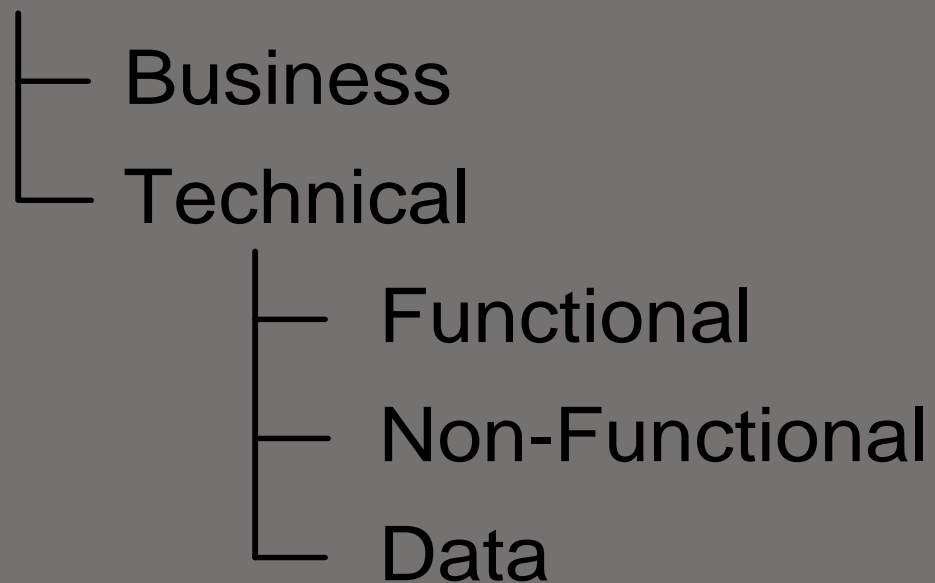 Business
Technical
Functional
Non-Functional
Data